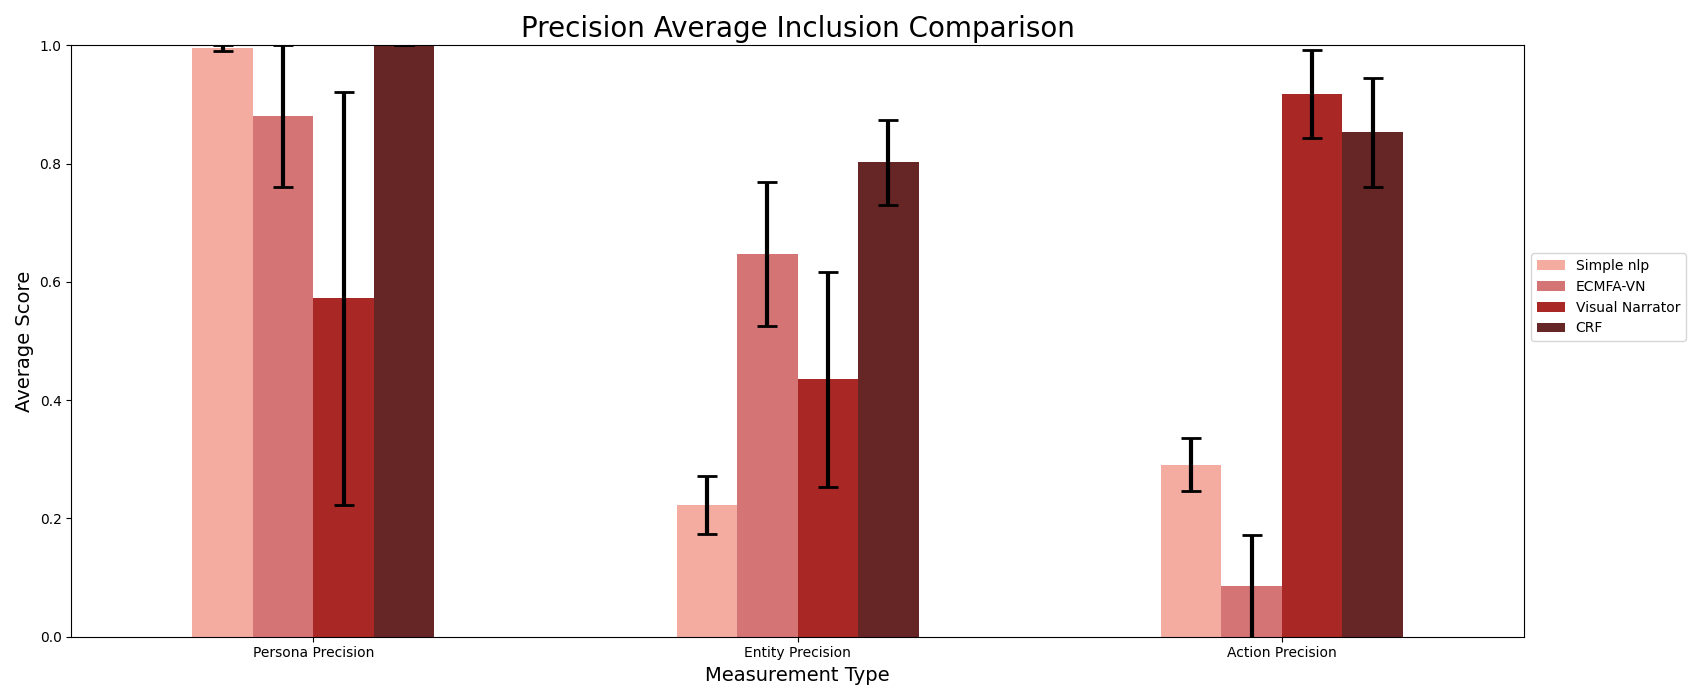 Precision Average Inclusion Comparison
1.0
0.8
0.6
0.4
0.2
0.0
Average Score
Persona Precision
Entity Precision
Action Precision
Measurement Type
Simple nlp
ECMFA-VN
Visual Narrator
CRF